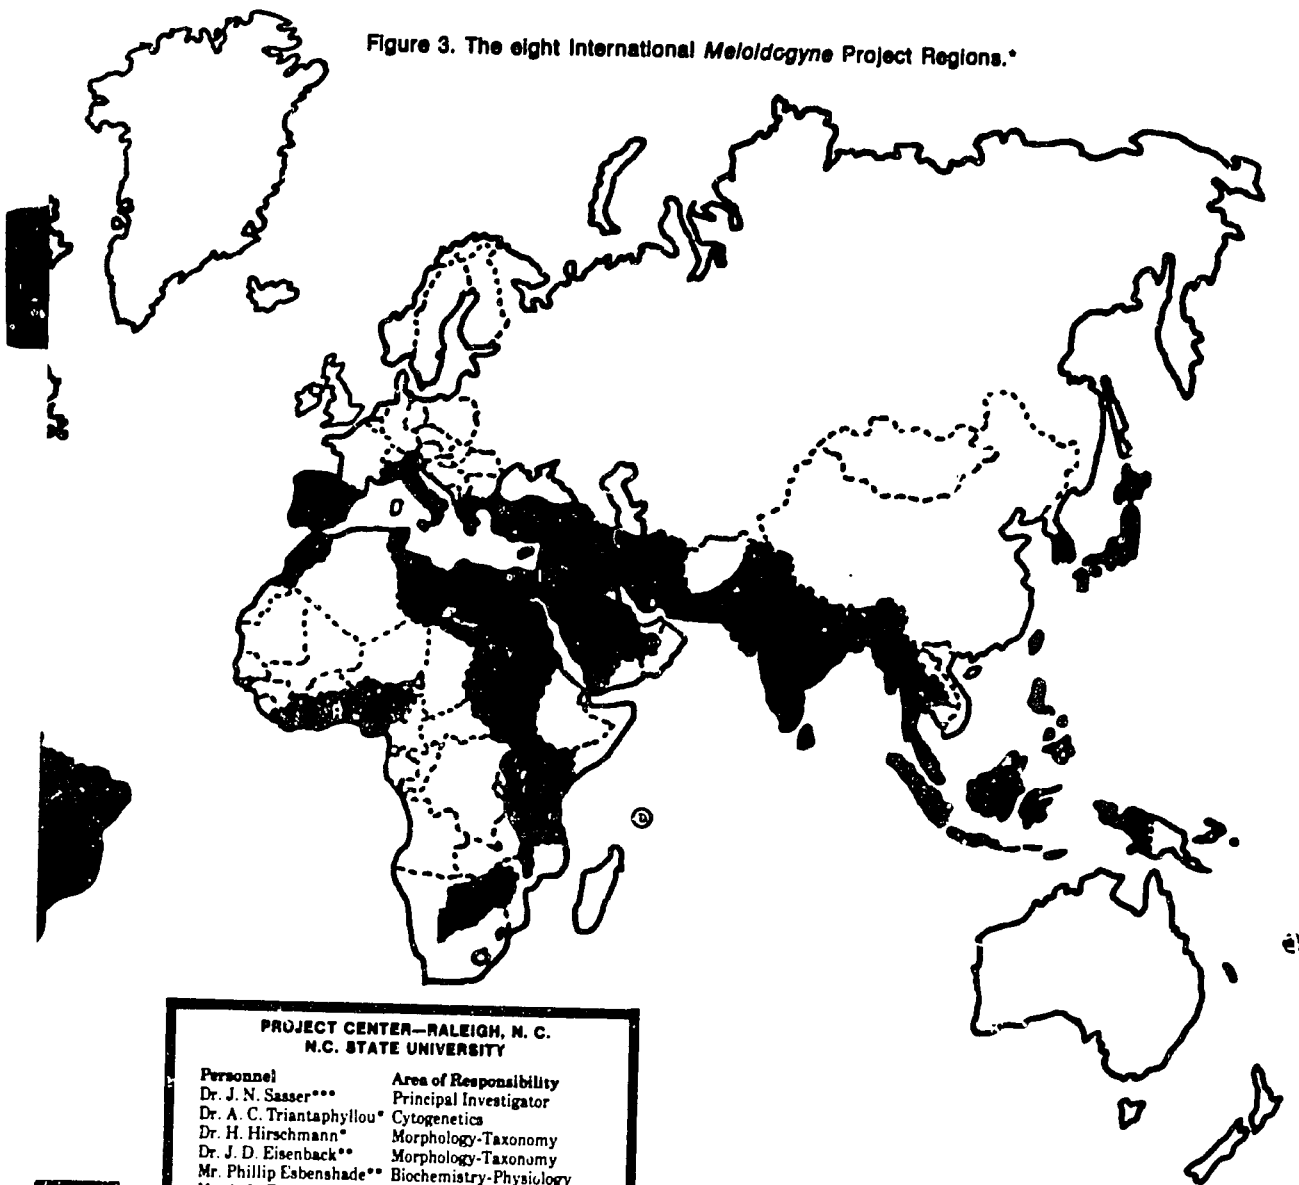 Figure 3. The eight International Meloidogyne Project Regions.*
PROJECT CENTER—RALEIGH, N. C.
N.C. STATE UNIVERSITY
Personnel Area of Responsibility
Dr. J. N. Sasser*** Principal Investigator
Dr. A. C. Triantaphyllou* Cytogenetics
Dr. H. Hirschmann* Morphology-Taxonomy
Dr. J. D. Eisenback** Morphology-Taxonomy
Mr. Phillip Esbenshade** Biochemistry-Physiology